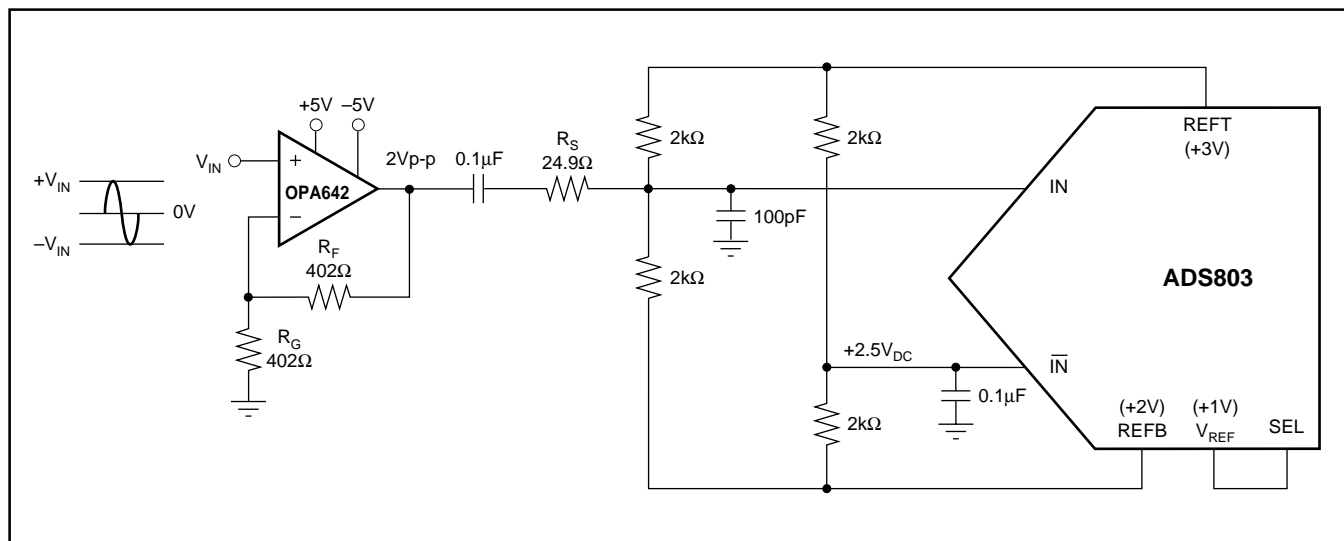 +5V –5V
V_IN
+
–
OPA642
2Vp-p
0.1µF
R_S
24.9Ω
+V_IN
0V
–V_IN
R_F
402Ω
R_G
402Ω
2kΩ
2kΩ
100pF
2kΩ
+2.5V_DC
0.1µF
2kΩ
REFT
(+3V)
IN
ADS803
I̅N̅
(+2V)
REFB
(+1V)
V_REF
SEL